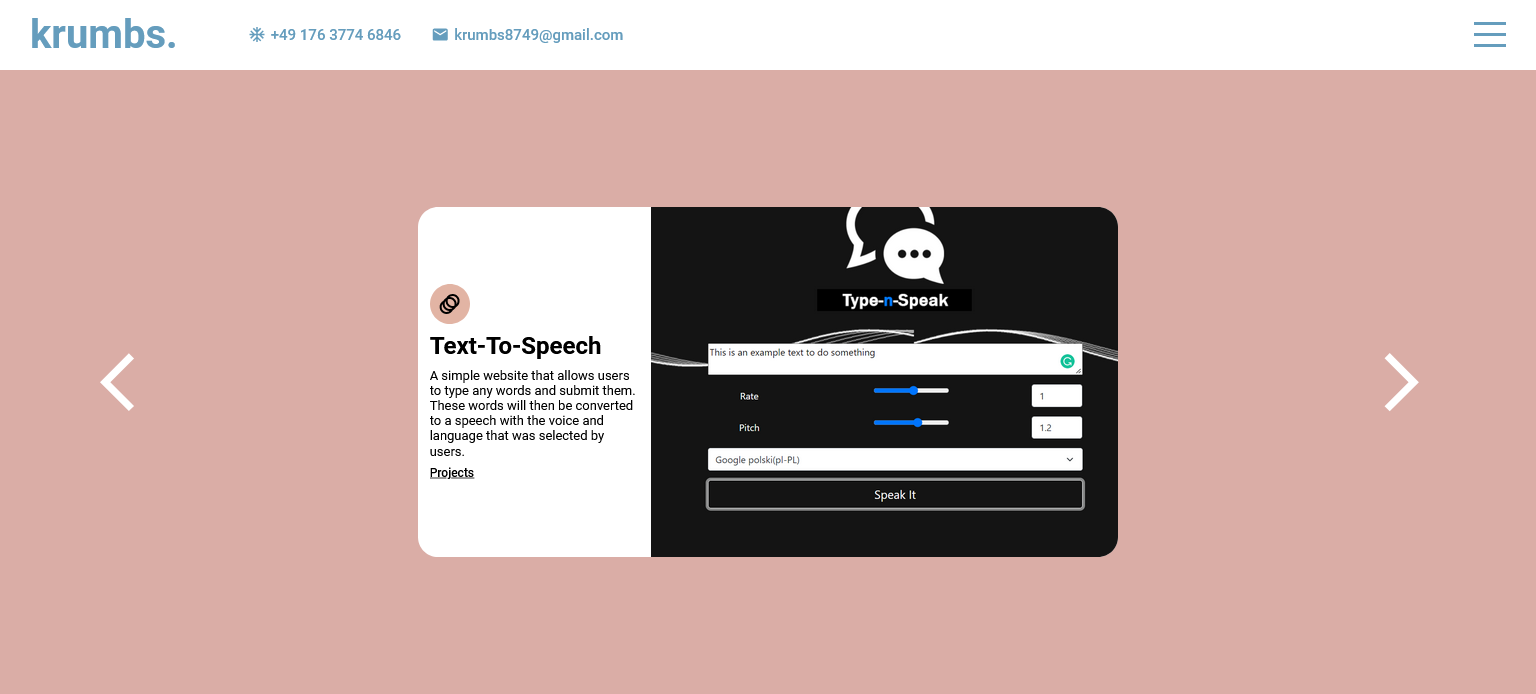 krumbs.
+49 176 3774 6846
krumbs8749@gmail.com
Text-To-Speech
A simple website that allows users
to type any words and submit them.
These words will then be converted
to a speech with the voice and
language that was selected by
users.
Projects
Type-n-Speak
This is an example text to do something
Rate
1
Pitch
1.2
Google polski(pl-PL)
Speak It